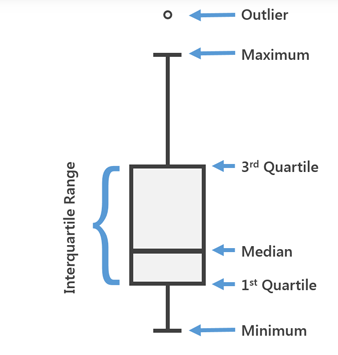 Outlier
Maximum
3rd Quartile
Interquartile Range
Median
1st Quartile
Minimum